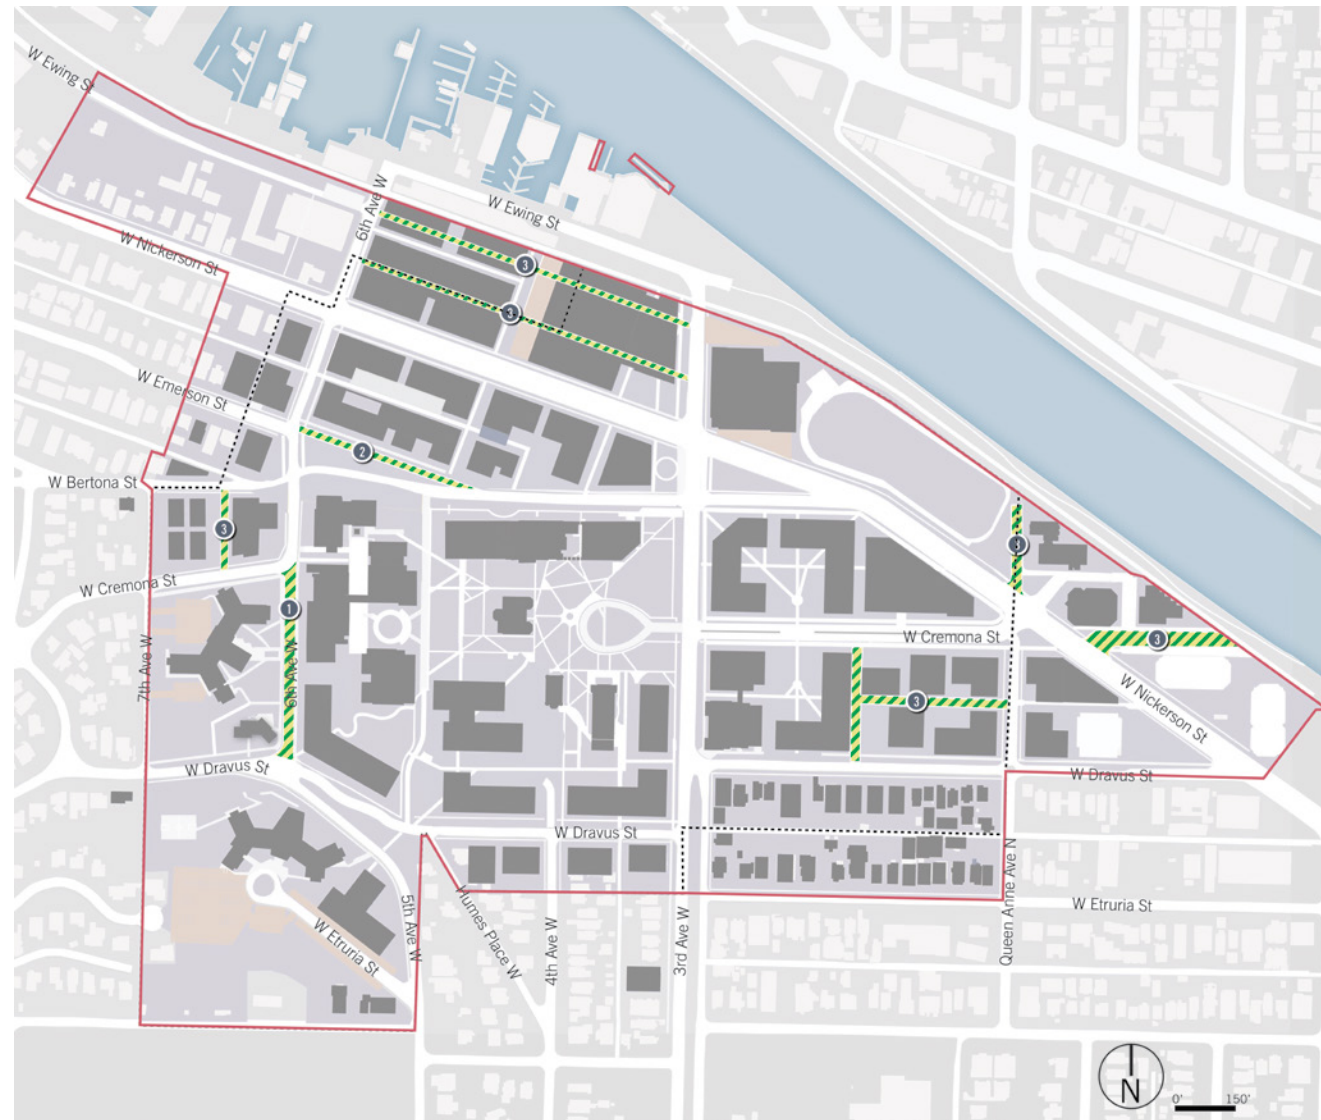 W Ewing St
6th Ave W
W Ewing St
W Nickerson St
3
3
W Emerson St
2
W Bertona St
3
3
W Cremona St
1
W Cremona St
3
7th Ave W
6th Ave W
3
W Nickerson St
W Dravus St
W Dravus St
W Dravus St
W Etruria St
5th Ave W
Humes Place W
4th Ave W
3rd Ave W
Queen Anne Ave N
W Etruria St
N
0'
150'